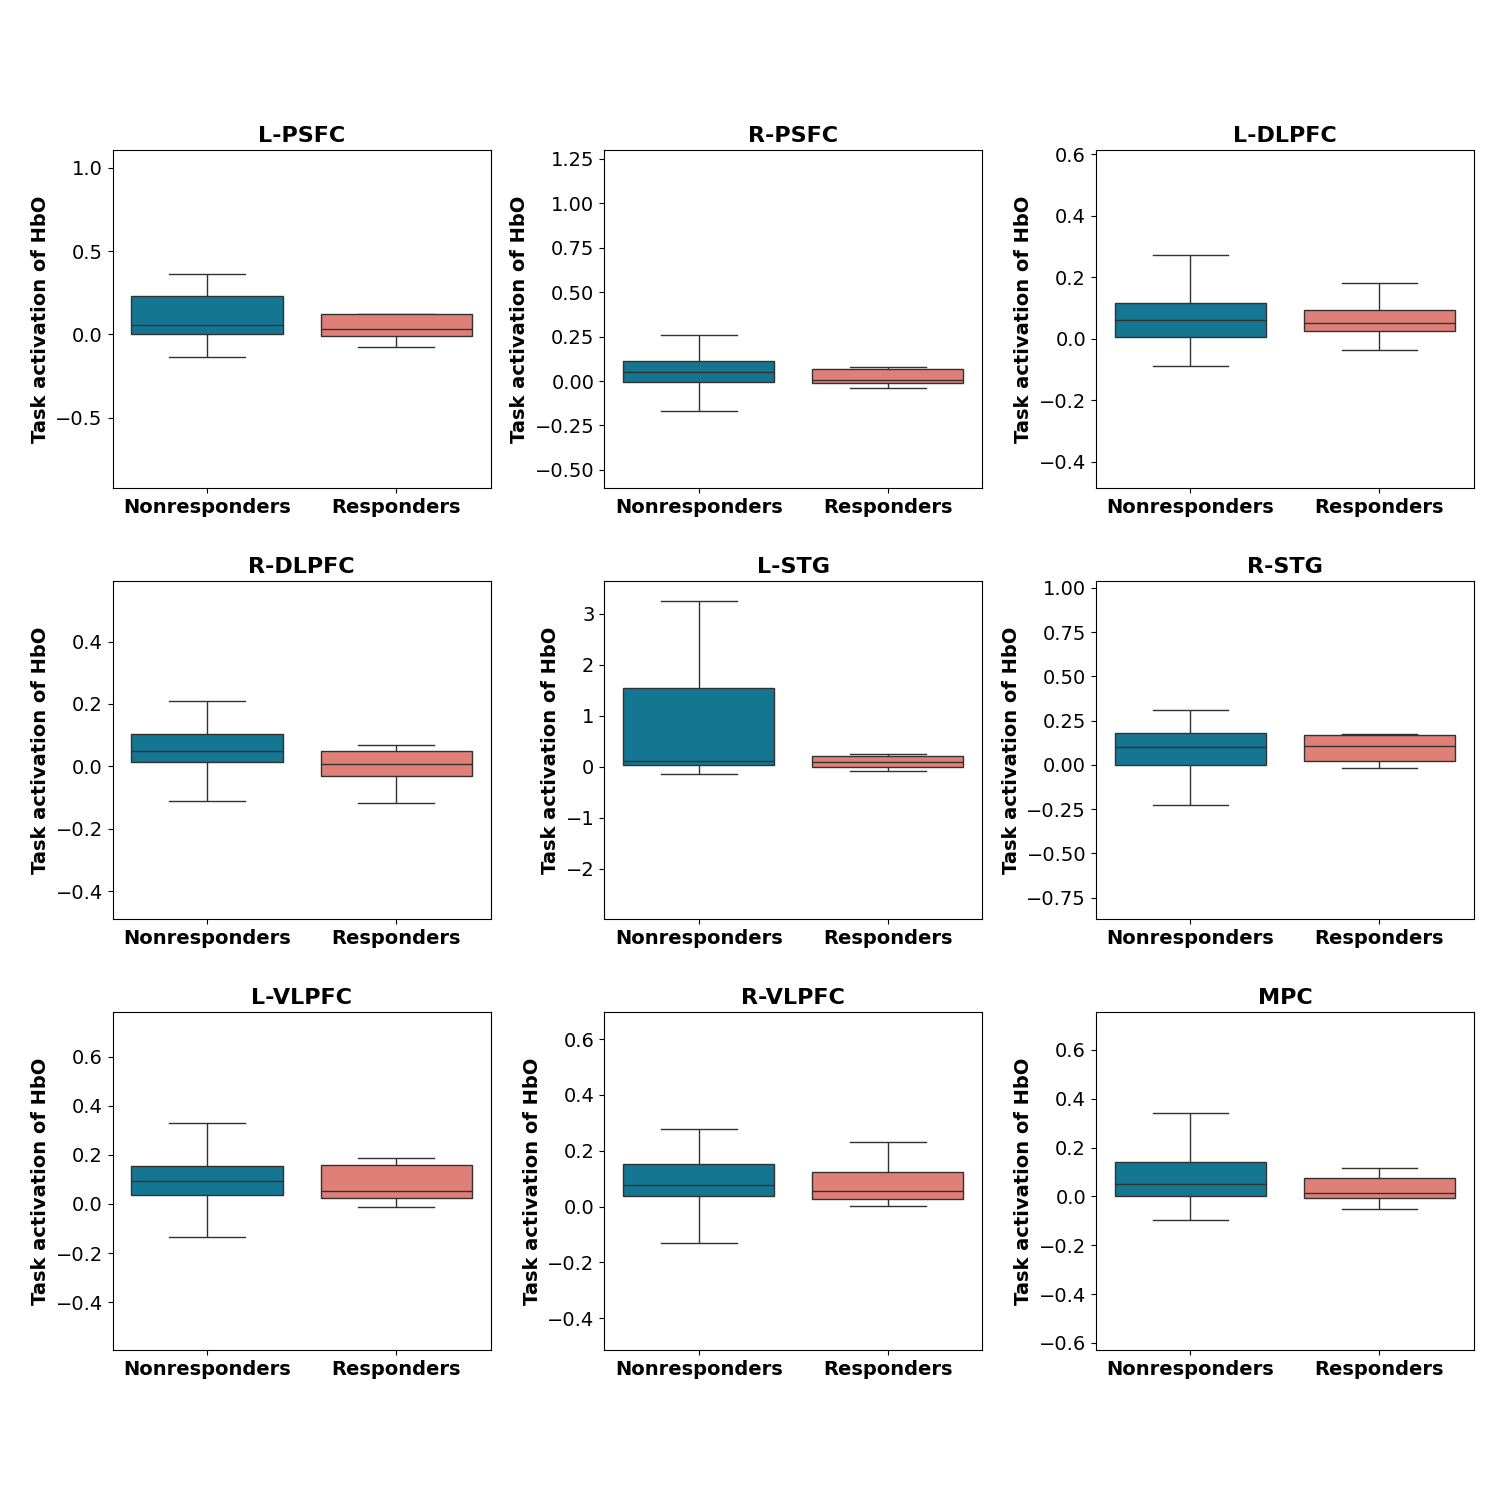 L-PSFC
Task activation of HbO
1.0
0.5
0.0
−0.5
Nonresponders Responders
R-PSFC
Task activation of HbO
1.25
1.00
0.75
0.50
0.25
0.00
−0.25
−0.50
Nonresponders Responders
L-DLPFC
Task activation of HbO
0.6
0.4
0.2
0.0
−0.2
−0.4
Nonresponders Responders
R-DLPFC
Task activation of HbO
0.4
0.2
0.0
−0.2
−0.4
Nonresponders Responders
L-STG
Task activation of HbO
3
2
1
0
−1
−2
Nonresponders Responders
R-STG
Task activation of HbO
1.00
0.75
0.50
0.25
0.00
−0.25
−0.50
−0.75
Nonresponders Responders
L-VLPFC
Task activation of HbO
0.6
0.4
0.2
0.0
−0.2
−0.4
Nonresponders Responders
R-VLPFC
Task activation of HbO
0.6
0.4
0.2
0.0
−0.2
−0.4
Nonresponders Responders
MPC
Task activation of HbO
0.6
0.4
0.2
0.0
−0.2
−0.4
−0.6
Nonresponders Responders